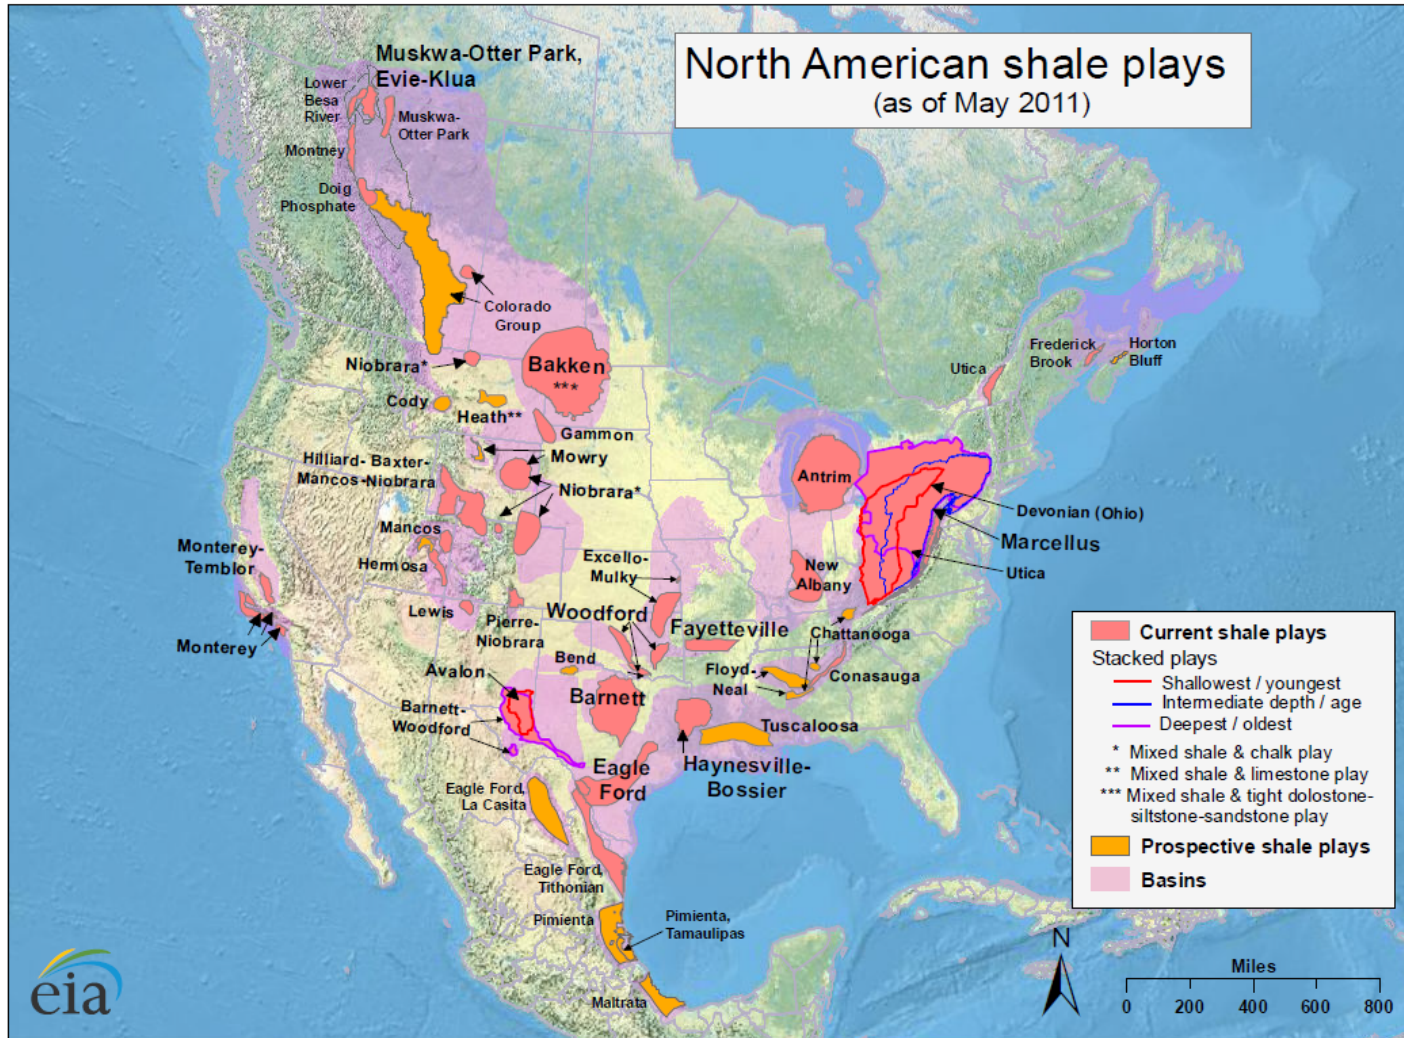 North American shale plays
(as of May 2011)
Muskwa-Otter Park,
Evie-Klua
Lower
Besa
River
Muskwa-
Otter Park
Montney
Doig
Phosphate
Colorado
Group
Niobrara*
Bakken
***
Cody
Heath**
Gammon
Mowry
Hilliard- Baxter-
Mancos-Niobrara
Niobrara*
Antrim
Utica
Frederick
Brook
Horton
Bluff
Devonian (Ohio)
Marcellus
Utica
Mancos
Hermosa
Monterey-
Temblor
Monterey
Lewis
Pierre-
Niobrara
Excello-
Mulky
New
Albany
Woodford
Fayetteville
Chattanooga
Bend
Floyd-
Neal
Conasauga
Avalon
Barnett
Barnett-
Woodford
Tuscaloosa
Haynesville-
Bossier
Eagle
Ford
Eagle Ford,
La Casita
Eagle Ford,
Tithonian
Pimienta
Pimienta,
Tamaulipas
Maltrata
Current shale plays
Stacked plays
Shallowest / youngest
Intermediate depth / age
Deepest / oldest
* Mixed shale & chalk play
** Mixed shale & limestone play
*** Mixed shale & tight dolostone-
siltstone-sandstone play
Prospective shale plays
Basins
N
Miles
0 200 400 600 800
eia